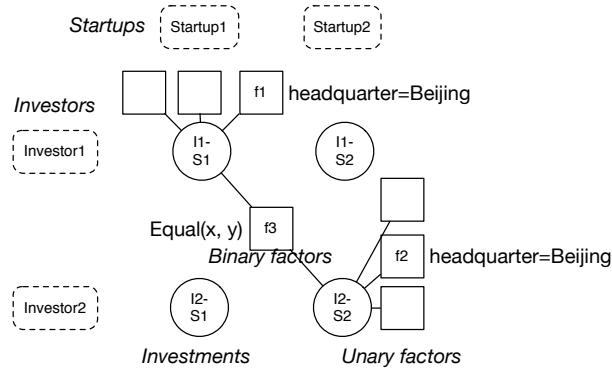 Startups
Startup1
Startup2
f1
headquarter=Beijing
Investors
Investor1
I1-
S1
I1-
S2
Equal(x, y)
f3
Binary factors
f2
headquarter=Beijing
Investor2
I2-
S1
I2-
S2
Investments
Unary factors